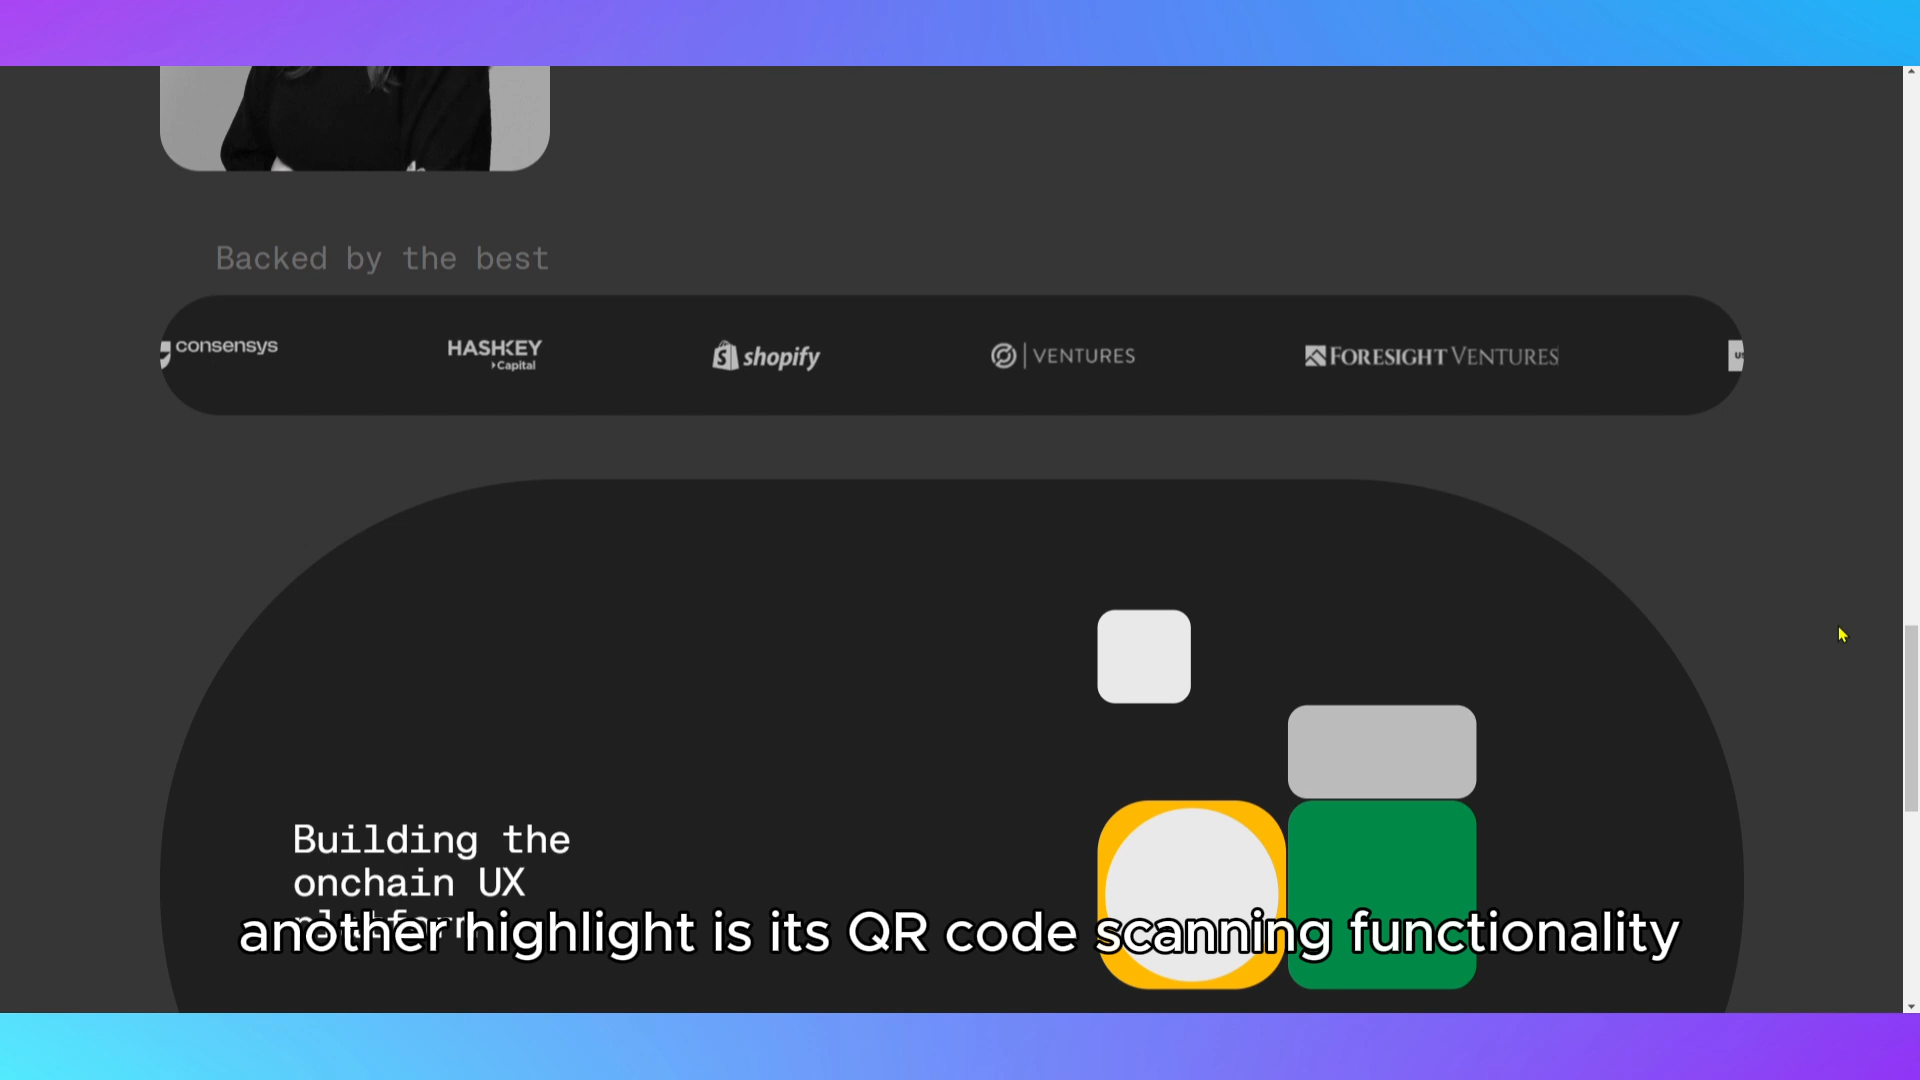 Backed by the best
consensys
HASHKEY
Capital
shopify
VENTURES
FORESIGHT VENTURES
Building the
onchain UX
platform
another highlight is its QR code scanning functionality